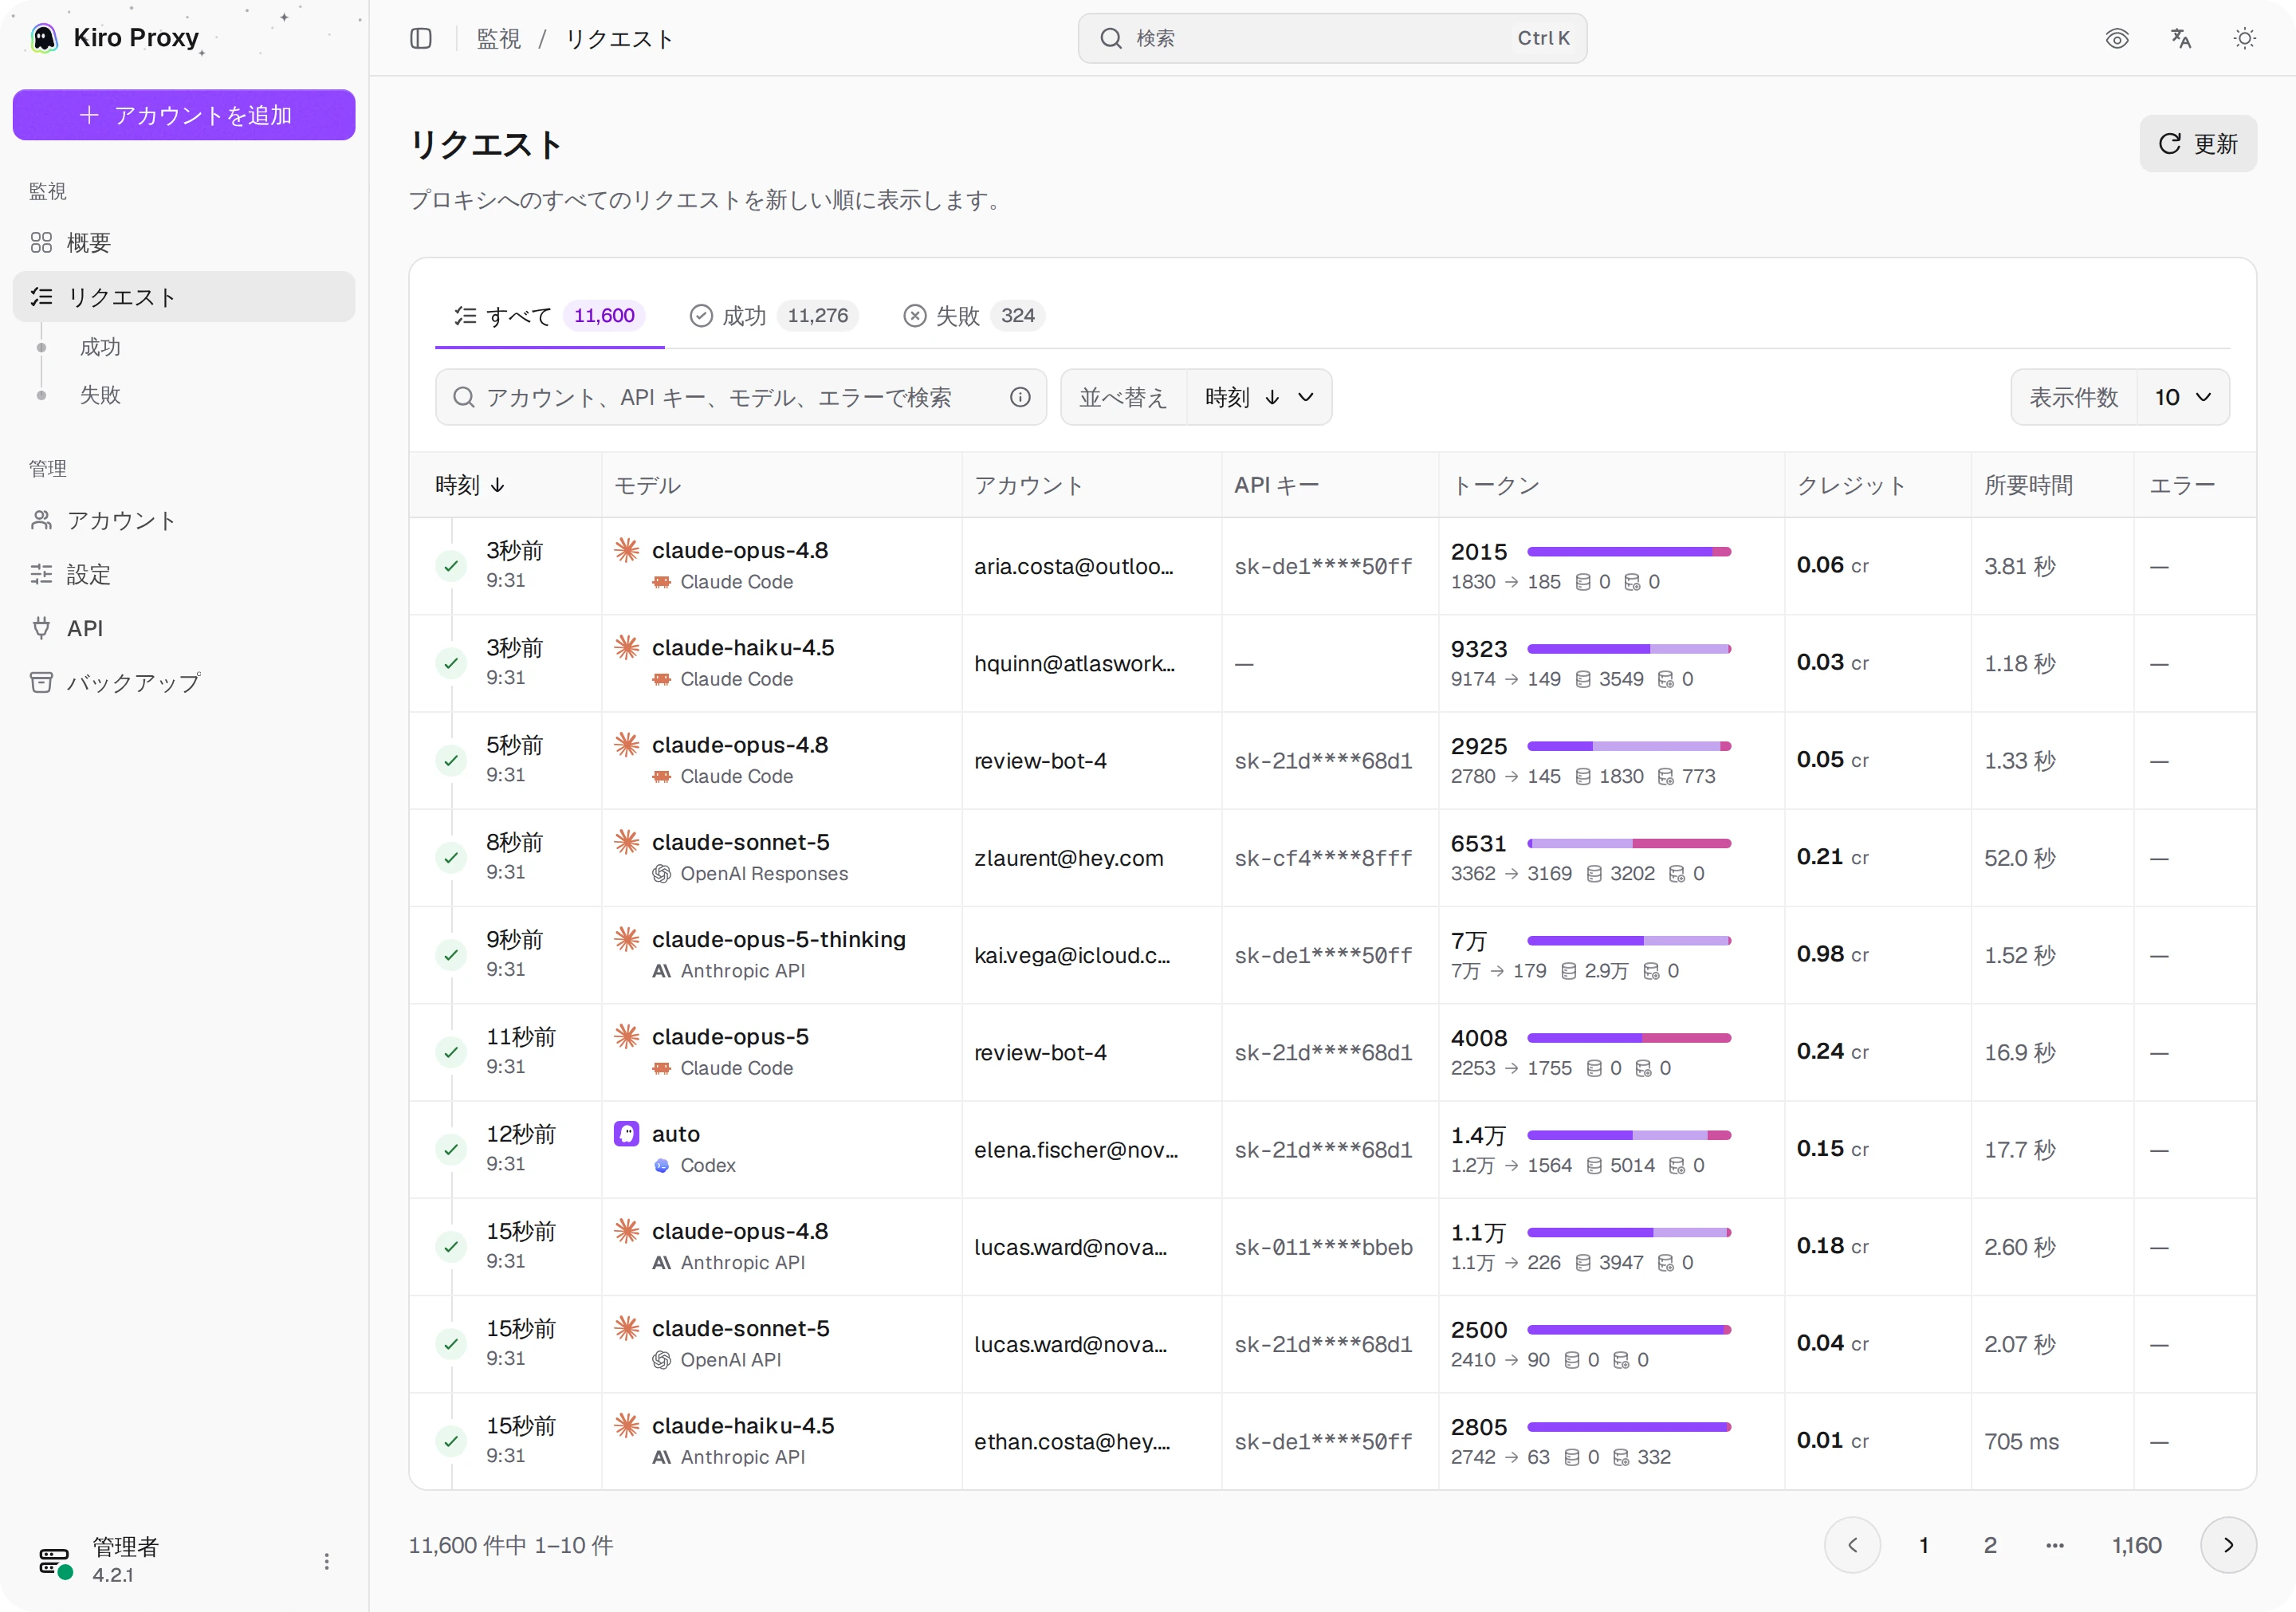 Kiro Proxy
監視 / リクエスト
検索 Ctrl K
アカウントを追加
監視
概要
リクエスト
成功
失敗
管理
アカウント
設定
API
バックアップ
管理者
4.2.1
リクエスト
更新
プロキシへのすべてのリクエストを新しい順に表示します。
すべて 11,600 成功 11,276 失敗 324
アカウント、API キー、モデル、エラーで検索 並べ替え 時刻 表示件数 10
時刻 モデル アカウント API キー トークン クレジット 所要時間 エラー
3秒前 claude-opus-4.8 aria.costa@outloo... sk-de1****50ff 2015 0.06 cr 3.81 秒 —
9:31 Claude Code 1830 → 185 0 0
3秒前 claude-haiku-4.5 hquinn@atlaswork... — 9323 0.03 cr 1.18 秒 —
9:31 Claude Code 9174 → 149 3549 0
5秒前 claude-opus-4.8 review-bot-4 sk-21d****68d1 2925 0.05 cr 1.33 秒 —
9:31 Claude Code 2780 → 145 1830 773
8秒前 claude-sonnet-5 zlaurent@hey.com sk-cf4****8fff 6531 0.21 cr 52.0 秒 —
9:31 OpenAI Responses 3362 → 3169 3202 0
9秒前 claude-opus-5-thinking kai.vega@icloud.c... sk-de1****50ff 7万 0.98 cr 1.52 秒 —
9:31 Anthropic API 7万 → 179 2.9万 0
11秒前 claude-opus-5 review-bot-4 sk-21d****68d1 4008 0.24 cr 16.9 秒 —
9:31 Claude Code 2253 → 1755 0 0
12秒前 auto elena.fischer@nov... sk-21d****68d1 1.4万 0.15 cr 17.7 秒 —
9:31 Codex 1.2万 → 1564 5014 0
15秒前 claude-opus-4.8 lucas.ward@nova... sk-011****bbeb 1.1万 0.18 cr 2.60 秒 —
9:31 Anthropic API 1.1万 → 226 3947 0
15秒前 claude-sonnet-5 lucas.ward@nova... sk-21d****68d1 2500 0.04 cr 2.07 秒 —
9:31 OpenAI API 2410 → 90 0 0
15秒前 claude-haiku-4.5 ethan.costa@hey.... sk-de1****50ff 2805 0.01 cr 705 ms —
9:31 Anthropic API 2742 → 63 0 332
11,600 件中 1–10 件 1 2 ... 1,160